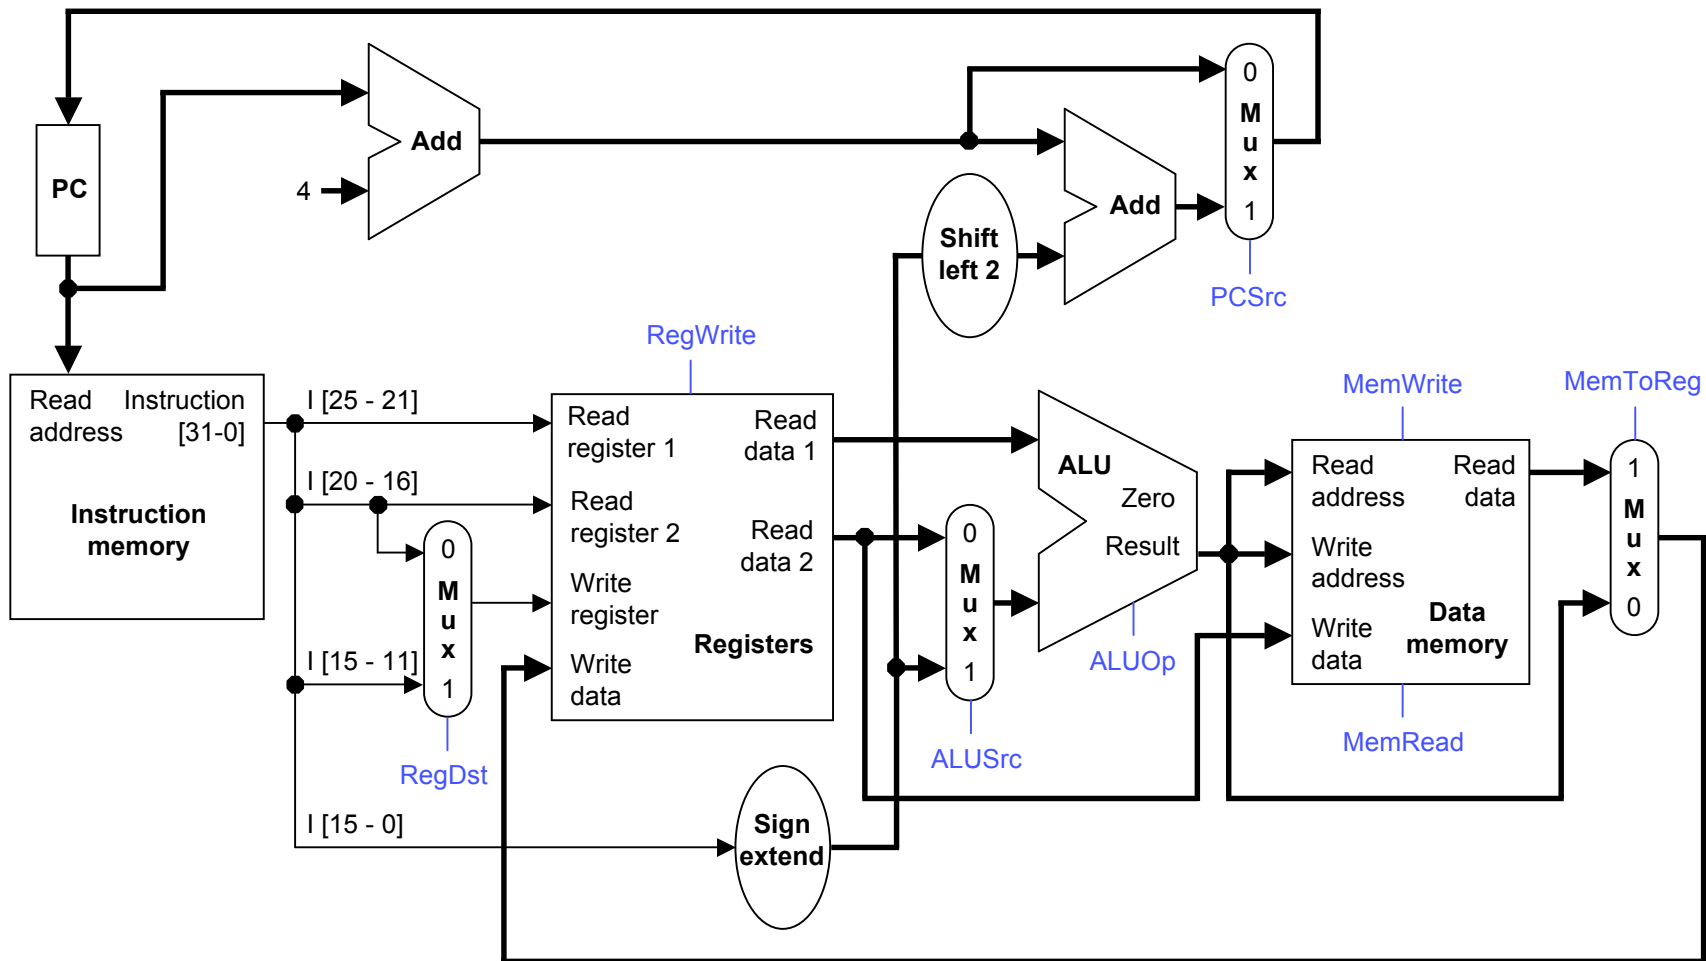 PC
4
Add
Add
Shift
left 2
0
M
u
x
1
PCSrc
Read
address
Instruction
[31-0]
Instruction
memory
I [25 - 21]
I [20 - 16]
I [15 - 11]
I [15 - 0]
0
M
u
x
1
RegDst
RegWrite
Read
register 1
Read
register 2
Write
register
Write
data
Read
data 1
Read
data 2
Registers
Sign
extend
0
M
u
x
1
ALUSrc
ALU
Zero
Result
ALUOp
MemWrite
Read
address
Write
address
Write
data
Read
data
Data
memory
MemRead
MemToReg
1
M
u
x
0